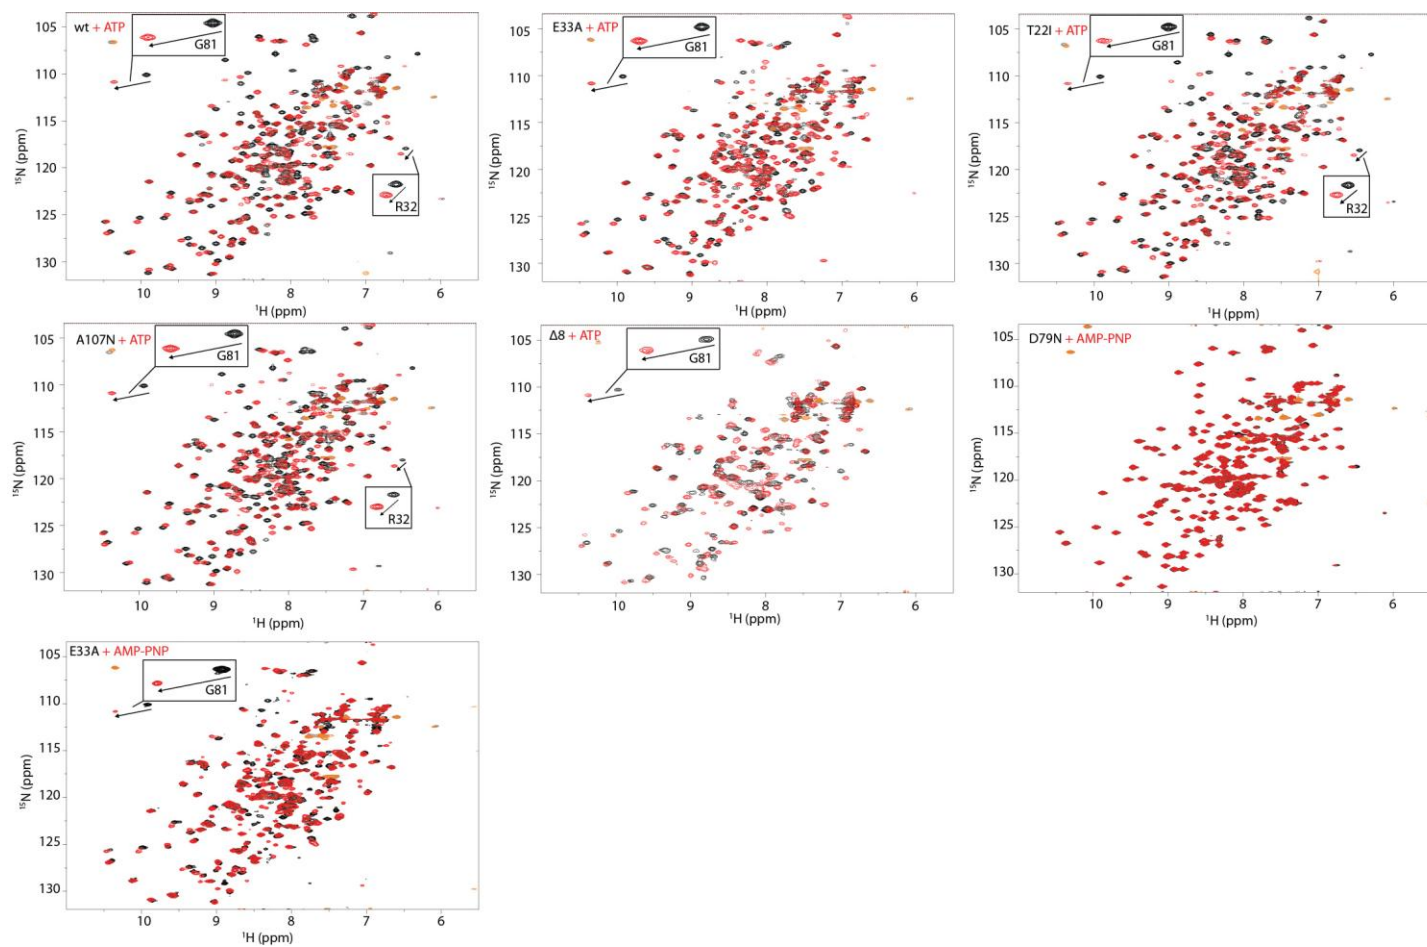 wt + ATP
G81
R32
105
110
115
120
125
130
¹⁵N (ppm)
10 9 8 7 6
¹H (ppm)
E33A + ATP
G81
105
110
115
120
125
130
¹⁵N (ppm)
10 9 8 7 6
¹H (ppm)
T22I + ATP
G81
R32
105
110
115
120
125
130
¹⁵N (ppm)
10 9 8 7 6
¹H (ppm)
A107N + ATP
G81
R32
105
110
115
120
125
130
¹⁵N (ppm)
10 9 8 7 6
¹H (ppm)
Δ8 + ATP
G81
105
110
115
120
125
130
¹⁵N (ppm)
10 9 8 7 6
¹H (ppm)
D79N + AMP-PNP
105
110
115
120
125
130
¹⁵N (ppm)
10 9 8 7 6
¹H (ppm)
E33A + AMP-PNP
G81
105
110
115
120
125
130
¹⁵N (ppm)
10 9 8 7 6
¹H (ppm)